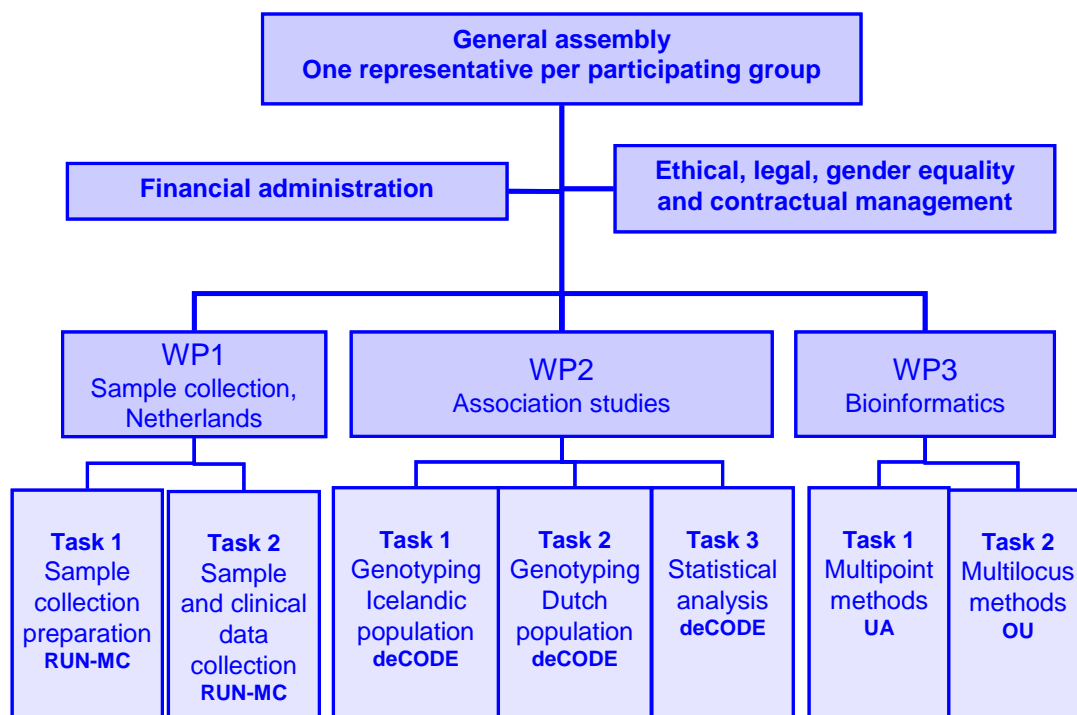 General assembly
One representative per participating group
Financial administration
Ethical, legal, gender equality
and contractual management
WP1
Sample collection,
Netherlands
WP2
Association studies
WP3
Bioinformatics
Task 1
Sample
collection
preparation
RUN-MC
Task 2
Sample
and clinical
data
collection
RUN-MC
Task 1
Genotyping
Icelandic
population
deCODE
Task 2
Genotyping
Dutch
population
deCODE
Task 3
Statistical
analysis
deCODE
Task 1
Multipoint
methods
UA
Task 2
Multilocus
methods
OU